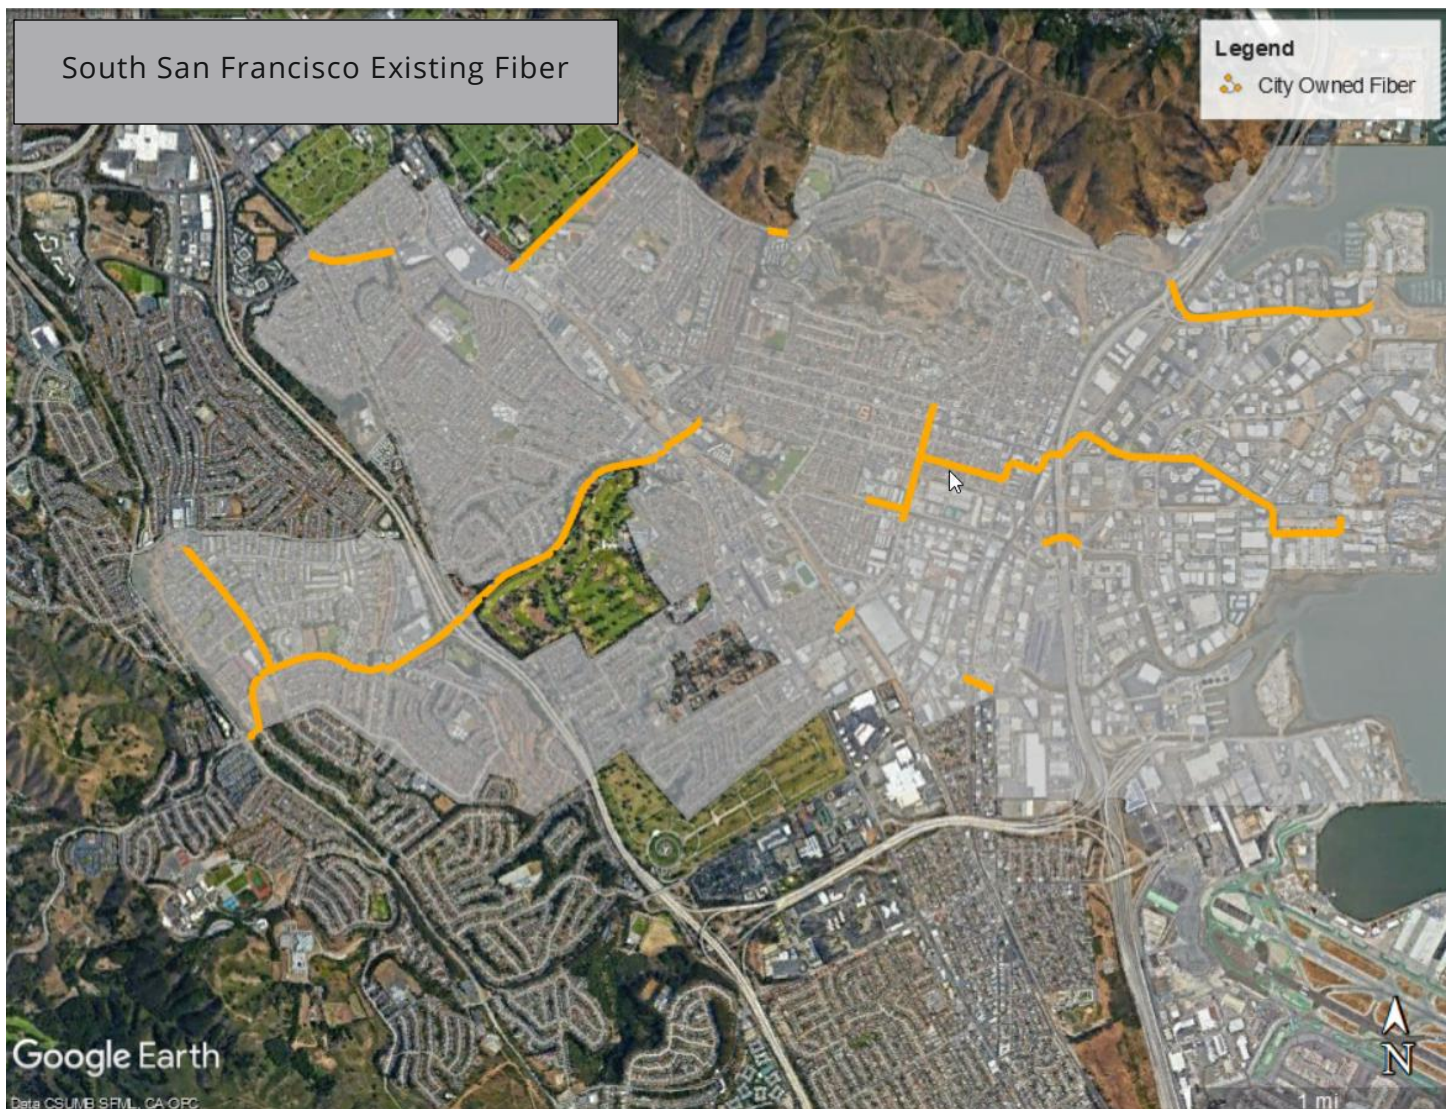 South San Francisco Existing Fiber
Legend
City Owned Fiber
S
Google Earth
Data CSUMB SFML, CA OPC
N
1 mi